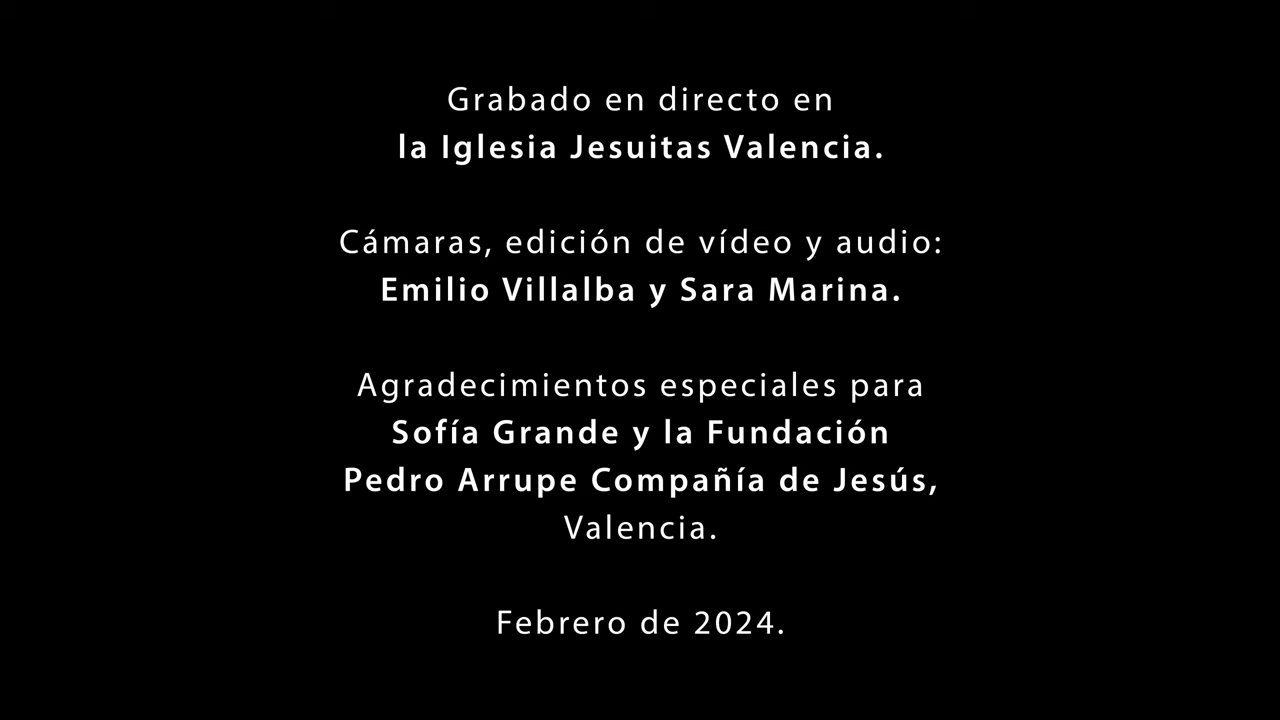 Grabado en directo en
la Iglesia Jesuitas Valencia.
Cámaras, edición de vídeo y audio:
Emilio Villalba y Sara Marina.
Agradecimientos especiales para
Sofía Grande y la Fundación
Pedro Arrupe Compañía de Jesús,
Valencia.
Febrero de 2024.